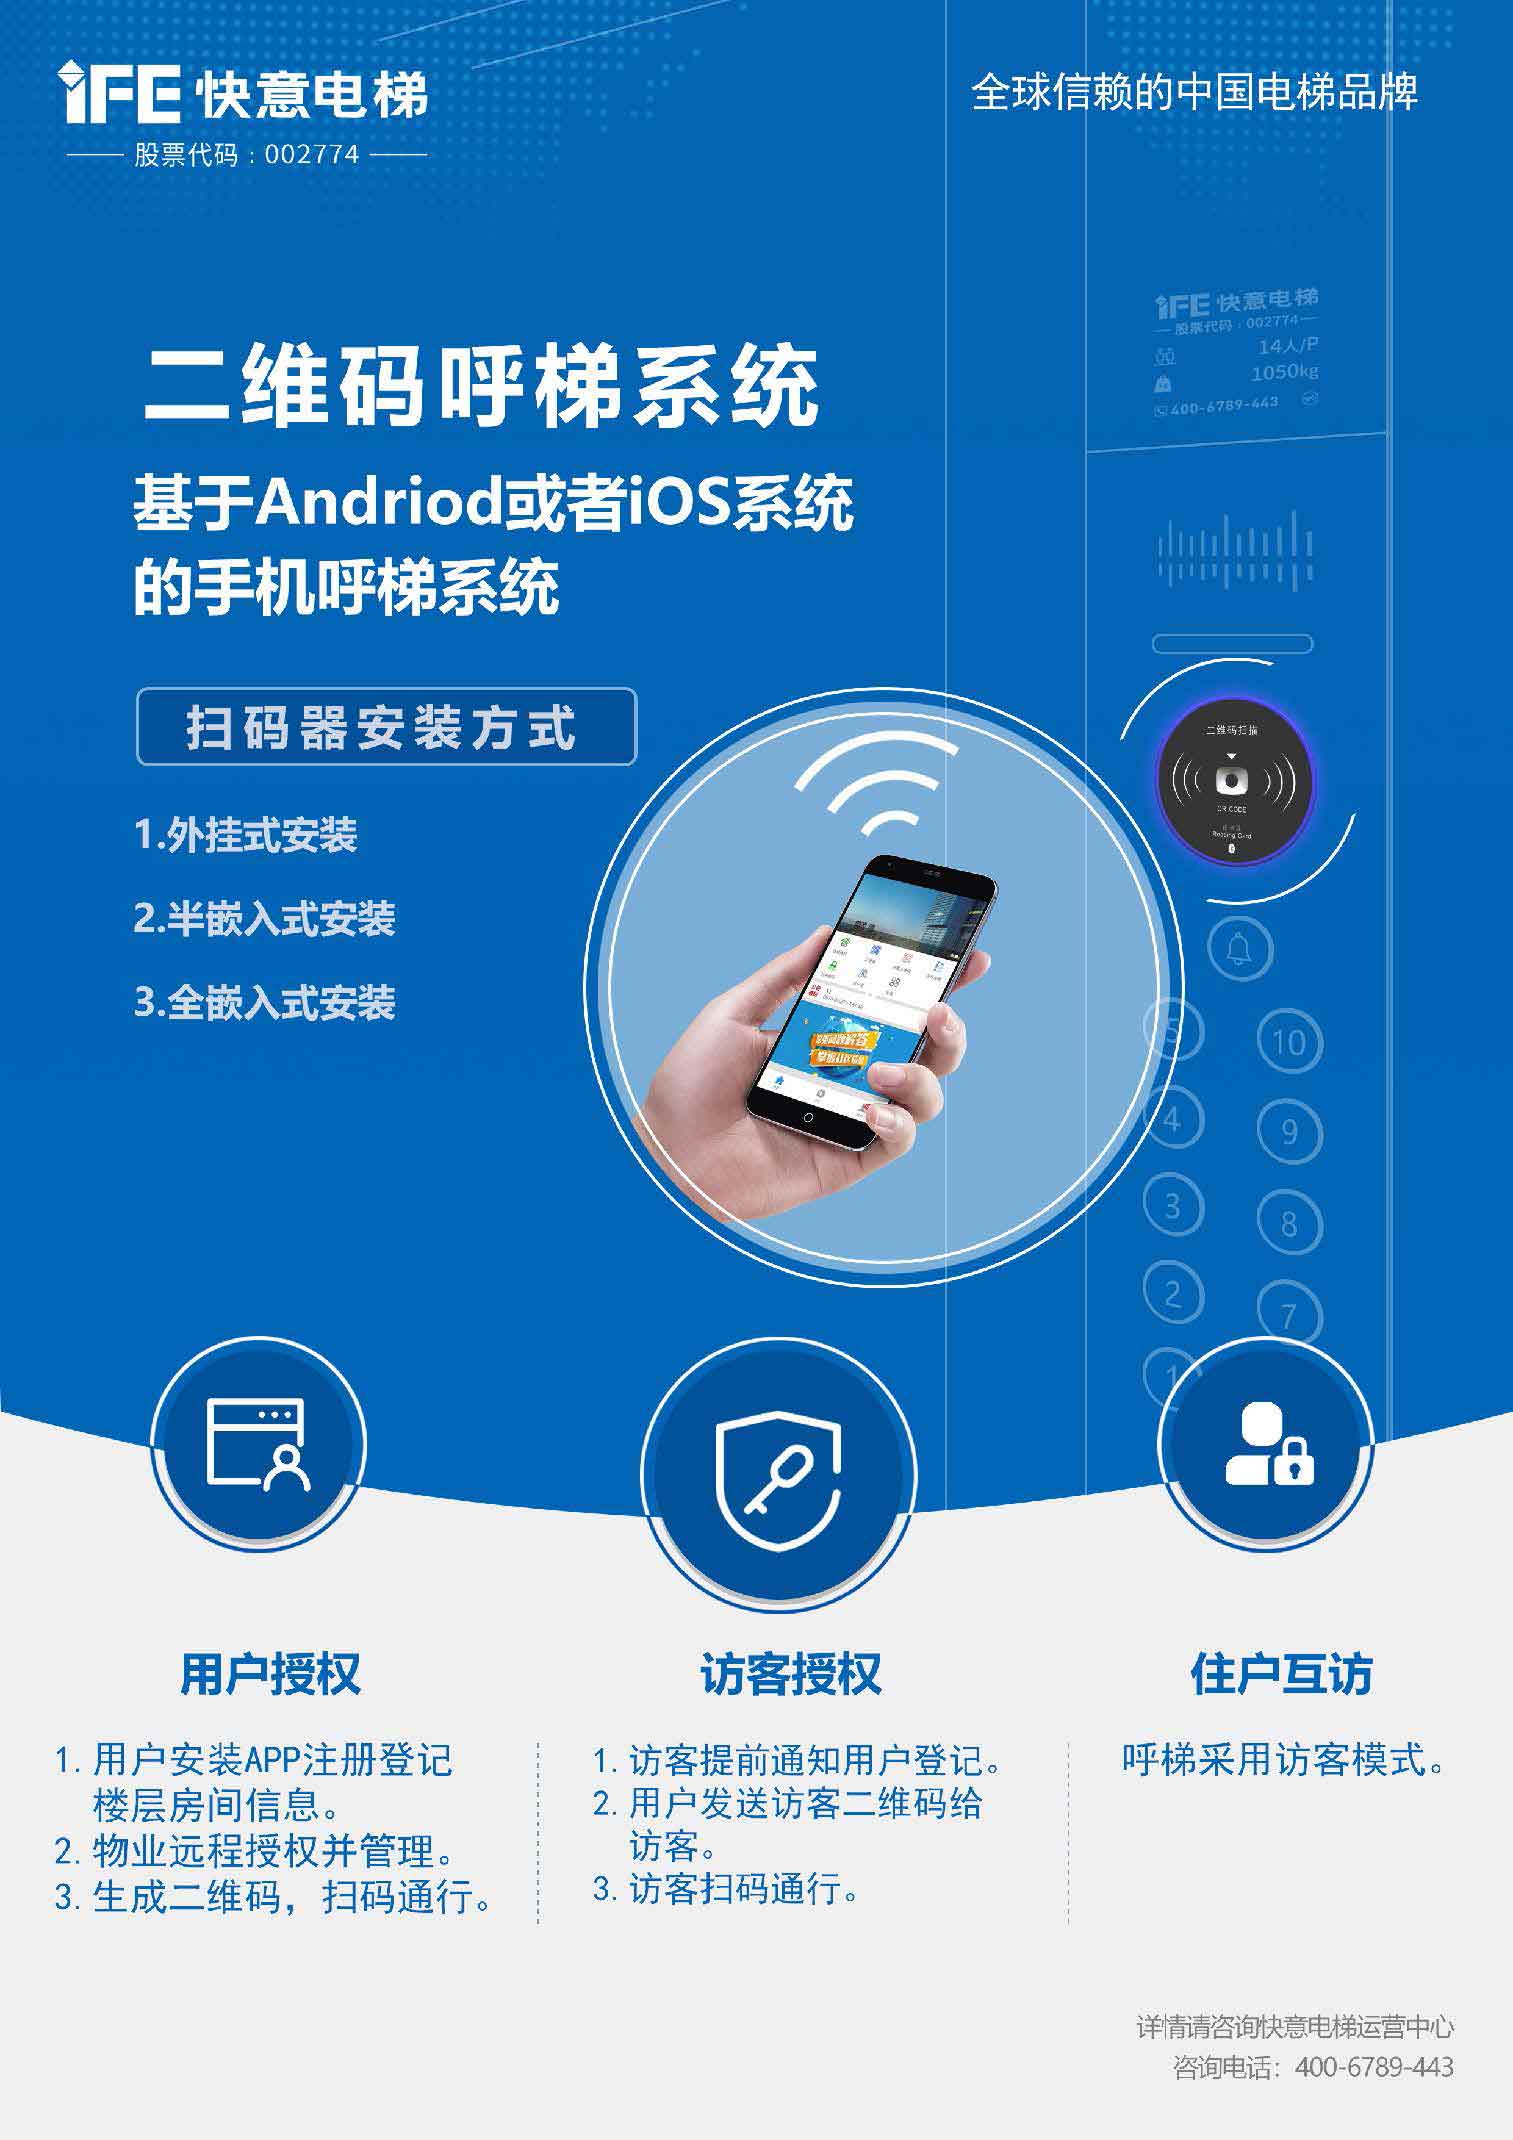 iFE 快意电梯
股票代码：002774
全球信赖的中国电梯品牌
iFE 快意电梯
股票代码：002774
14人/P
1050kg
400-6789-443
二维码呼梯系统
基于Andriod或者iOS系统
的手机呼梯系统
扫码器安装方式
1.外挂式安装
2.半嵌入式安装
3.全嵌入式安装
二维码扫描
QR CODE
Reading Card
5 10
4 9
3 8
2 7
1
用户授权
1. 用户安装APP注册登记
楼层房间信息。
2. 物业远程授权并管理。
3. 生成二维码，扫码通行。
访客授权
1. 访客提前通知用户登记。
2. 用户发送访客二维码给
访客。
3. 访客扫码通行。
住户互访
呼梯采用访客模式。
详情请咨询快意电梯运营中心
咨询电话：400-6789-443